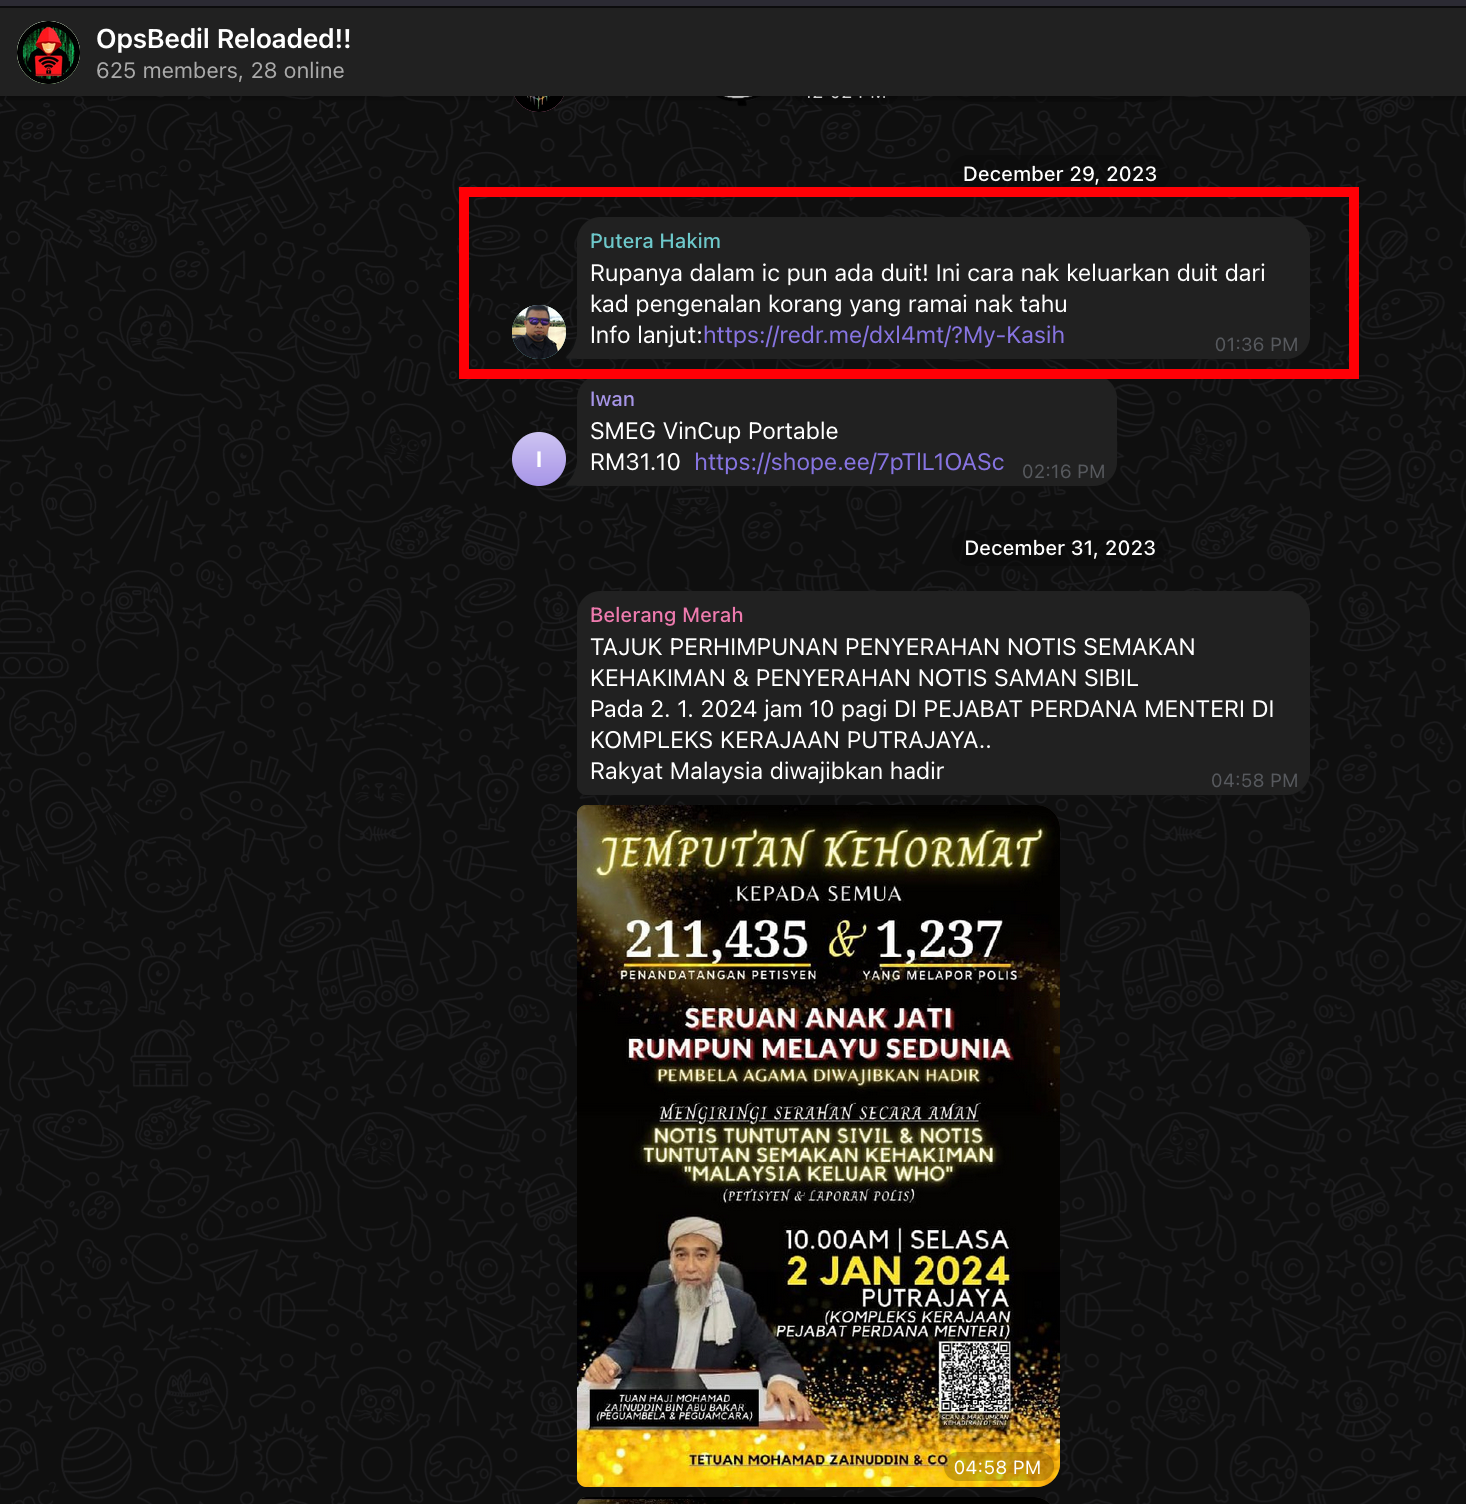 OpsBedil Reloaded!!
625 members, 28 online
December 29, 2023
Putera Hakim
Rupanya dalam ic pun ada duit! Ini cara nak keluarkan duit dari
kad pengenalan korang yang ramai nak tahu
Info lanjut:https://redr.me/dxl4mt/?My-Kasih
01:36 PM
Iwan
I
SMEG VinCup Portable
RM31.10 https://shope.ee/7pTlL1OASc
02:16 PM
December 31, 2023
Belerang Merah
TAJUK PERHIMPUNAN PENYERAHAN NOTIS SEMAKAN
KEHAKIMAN & PENYERAHAN NOTIS SAMAN SIBIL
Pada 2. 1. 2024 jam 10 pagi DI PEJABAT PERDANA MENTERI DI
KOMPLEKS KERAJAAN PUTRAJAYA..
Rakyat Malaysia diwajibkan hadir
04:58 PM
JEMPUTAN KEHORMAT
KEPADA SEMUA
211,435 & 1,237
PENANDATANGAN PETISYEN YANG MELAPOR POLIS
SERUAN ANAK JATI
RUMPUN MELAYU SEDUNIA
PEMBELA AGAMA DIWAJIBKAN HADIR
MENGIRINGI SERAHAN SECARA AMAN
NOTIS TUNTUTAN SIVIL & NOTIS
TUNTUTAN SEMAKAN KEHAKIMAN
"MALAYSIA KELUAR WHO"
(PETISYEN & LAPORAN POLIS)
10.00AM | SELASA
2 JAN 2024
PUTRAJAYA
(KOMPLEKS KERAJAAN
PEJABAT PERDANA MENTERI)
SCAN & MAKLUMKAN
KEHADIRAN DI SINI
TUAN HAJI MOHAMAD
ZAINUDDIN BIN ABU BAKAR
(PEGUAMBELA & PEGUAMCARA)
TETUAN MOHAMAD ZAINUDDIN & CO
04:58 PM